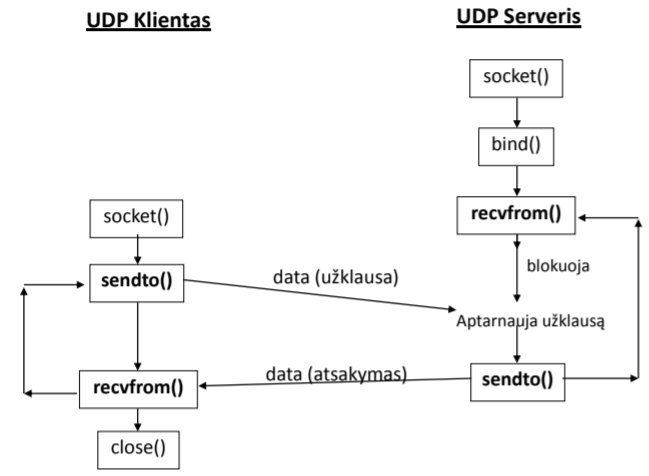 UDP Klientas
UDP Serveris
socket()
bind()
recvfrom()
blokuoja
Aptarnauja užklausą
sendto()
socket()
sendto()
data (užklausa)
data (atsakymas)
recvfrom()
close()